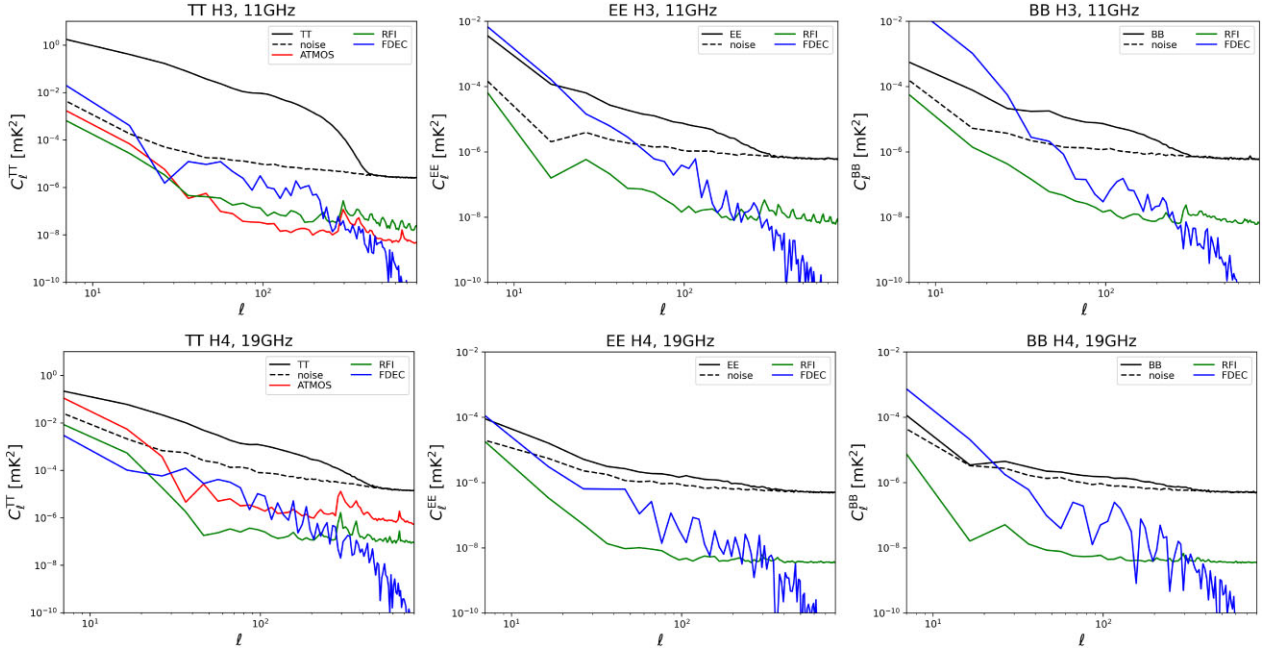 TT H3, 11GHz
TT RFI
noise FDEC
ATMOS
10⁰
10⁻²
10⁻⁴
10⁻⁶
10⁻⁸
10⁻¹⁰
C_ℓ^TT [mK²]
10¹ 10²
ℓ
EE H3, 11GHz
EE RFI
noise FDEC
10⁻²
10⁻⁴
10⁻⁶
10⁻⁸
10⁻¹⁰
C_ℓ^EE [mK²]
10¹ 10²
ℓ
BB H3, 11GHz
BB RFI
noise FDEC
10⁻²
10⁻⁴
10⁻⁶
10⁻⁸
10⁻¹⁰
C_ℓ^BB [mK²]
10¹ 10²
ℓ
TT H4, 19GHz
TT RFI
noise FDEC
ATMOS
10⁰
10⁻²
10⁻⁴
10⁻⁶
10⁻⁸
10⁻¹⁰
C_ℓ^TT [mK²]
10¹ 10²
ℓ
EE H4, 19GHz
EE RFI
noise FDEC
10⁻²
10⁻⁴
10⁻⁶
10⁻⁸
10⁻¹⁰
C_ℓ^EE [mK²]
10¹ 10²
ℓ
BB H4, 19GHz
BB RFI
noise FDEC
10⁻²
10⁻⁴
10⁻⁶
10⁻⁸
10⁻¹⁰
C_ℓ^BB [mK²]
10¹ 10²
ℓ